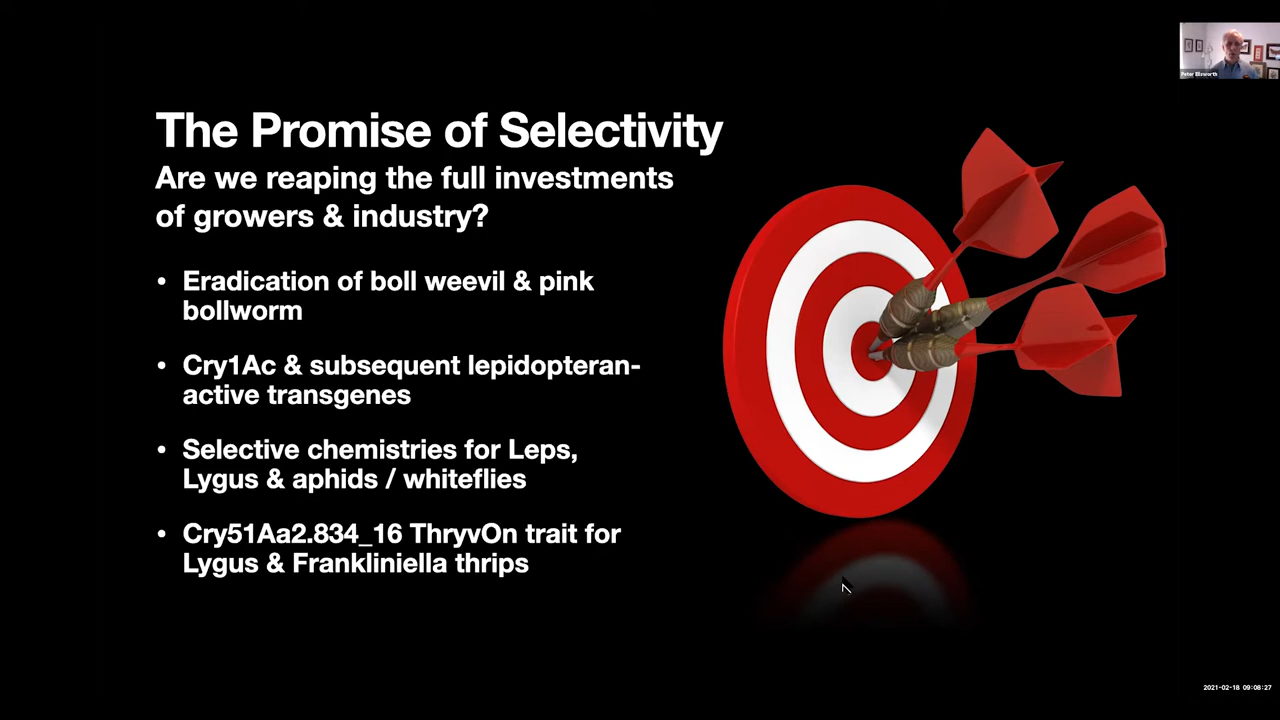 The Promise of Selectivity
Are we reaping the full investments
of growers & industry?
• Eradication of boll weevil & pink
bollworm
• Cry1Ac & subsequent lepidopteran-
active transgenes
• Selective chemistries for Leps,
Lygus & aphids / whiteflies
• Cry51Aa2.834_16 ThryvOn trait for
Lygus & Frankliniella thrips
Peter Ellsworth
2021-02-18 09:08:27